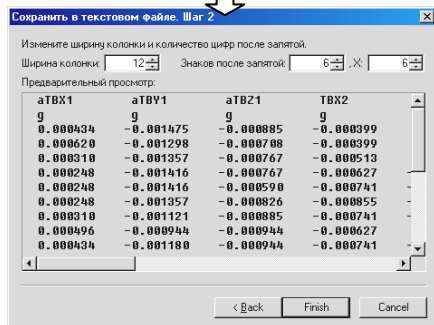 Сохранить в текстовом файле. Шаг 2
Измените ширину колонки и количество цифр после запятой.
Ширина колонки: 12 Знаков после запятой: 6 ,X: 6
Предварительный просмотр:
aTBX1 aTBY1 aTBZ1 TBX2
g g g g
0.000434 -0.001475 -0.000885 -0.000399
0.000620 -0.001298 -0.000708 -0.000399
0.000310 -0.001357 -0.000767 -0.000513
0.000248 -0.001416 -0.000767 -0.000627
0.000248 -0.001416 -0.000590 -0.000741
0.000248 -0.001357 -0.000826 -0.000855
0.000310 -0.001121 -0.000885 -0.000741
0.000496 -0.000944 -0.000944 -0.000627
0.000434 -0.001180 -0.000944 -0.000741
< Back Finish Cancel